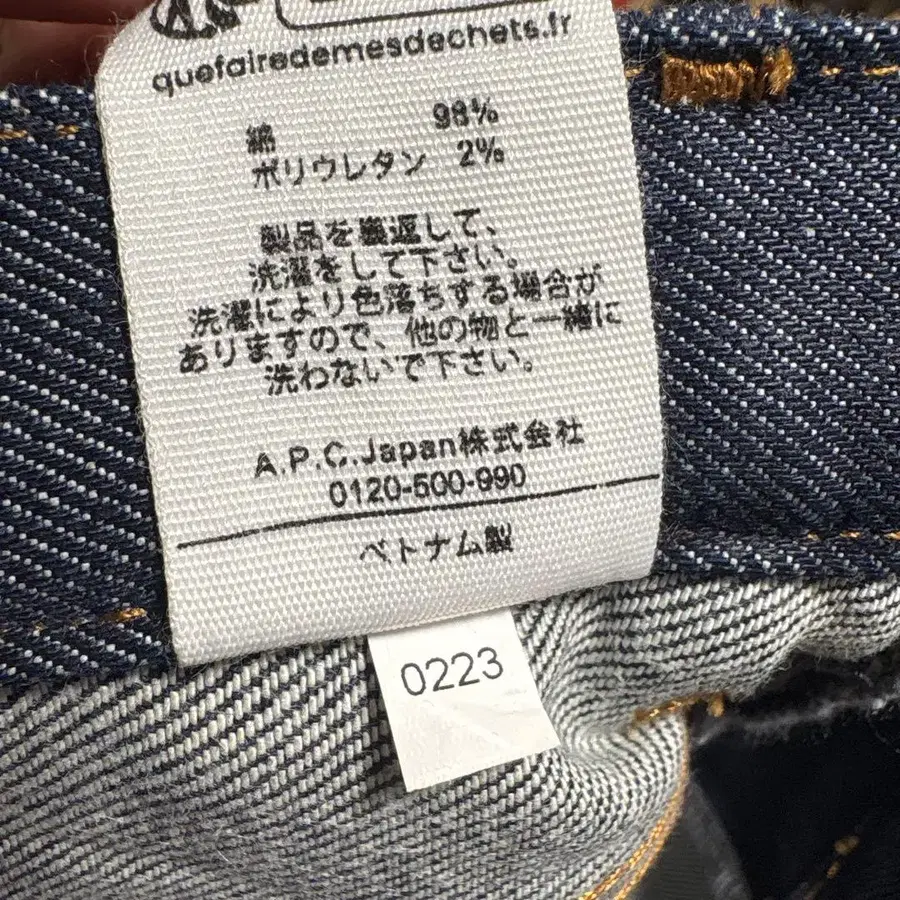 quefairedemesdechets.fr
綿 98%
ポリウレタン 2%
製品を裏返して、
洗濯をして下さい。
洗濯により色落ちする場合が
ありますので、他の物と一緒に
洗わないで下さい。
A.P.C.Japan株式会社
0120-500-990
ベトナム製
0223